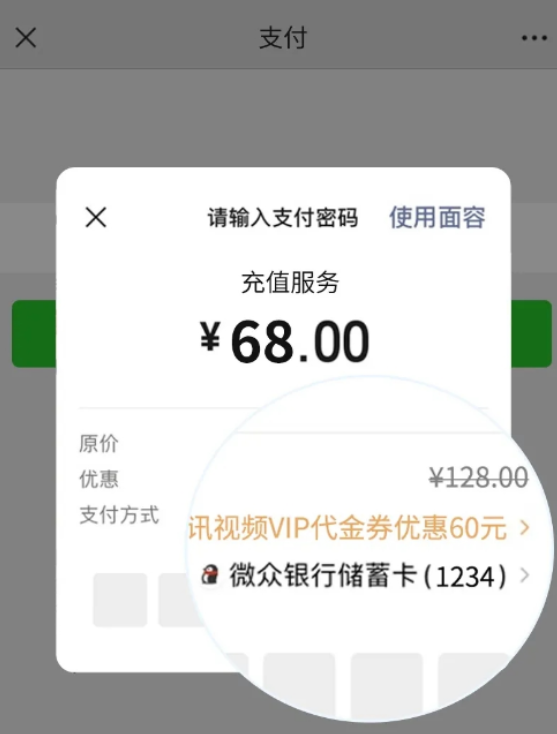 支付
请输入支付密码 使用面容
充值服务
¥68.00
原价 ¥128.00
优惠 讯视频VIP代金券优惠60元 >
支付方式 微众银行储蓄卡(1234) >